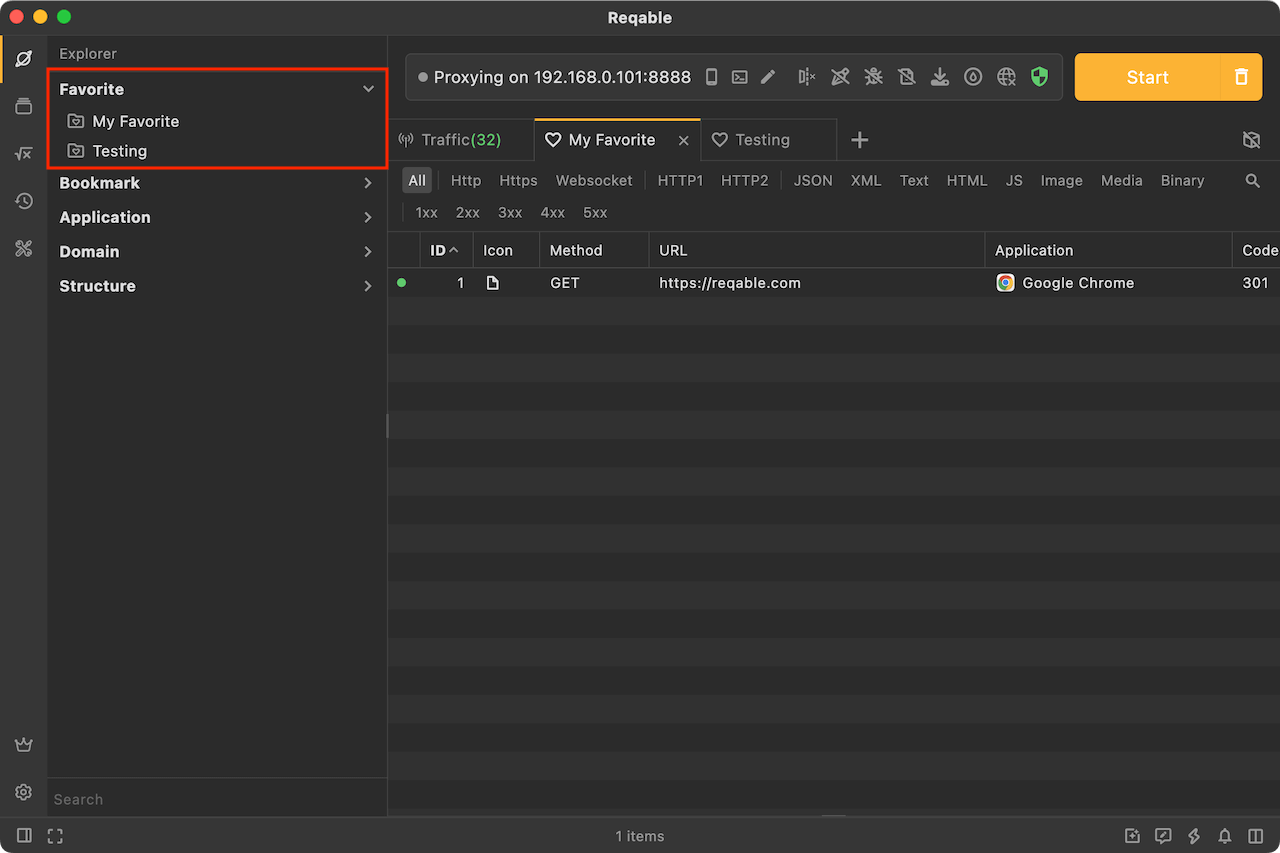 Reqable
Explorer
Favorite
My Favorite
Testing
Bookmark
Application
Domain
Structure
Search
Proxying on 192.168.0.101:8888
Start
Traffic(32)
My Favorite
Testing
All Http Https Websocket HTTP1 HTTP2 JSON XML Text HTML JS Image Media Binary
1xx 2xx 3xx 4xx 5xx
ID Icon Method URL Application Code
1 GET https://reqable.com Google Chrome 301
1 items